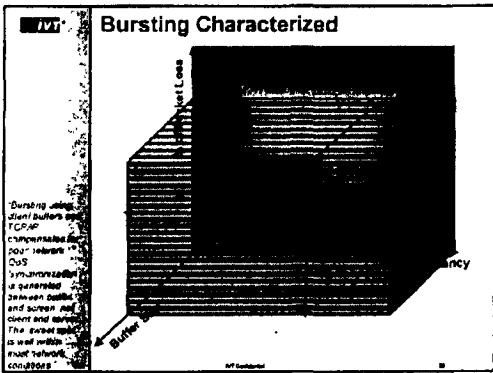 IVT
Bursting Characterized
Packet Loss
"Bursting using
client buffers and
TCP/IP
compensates for
poor network
QoS
Synchronization
is generated
between buffer
and screen not
client and server
The sweet spot
is well within
most network
conditions"
Buffer
IVT Confidential